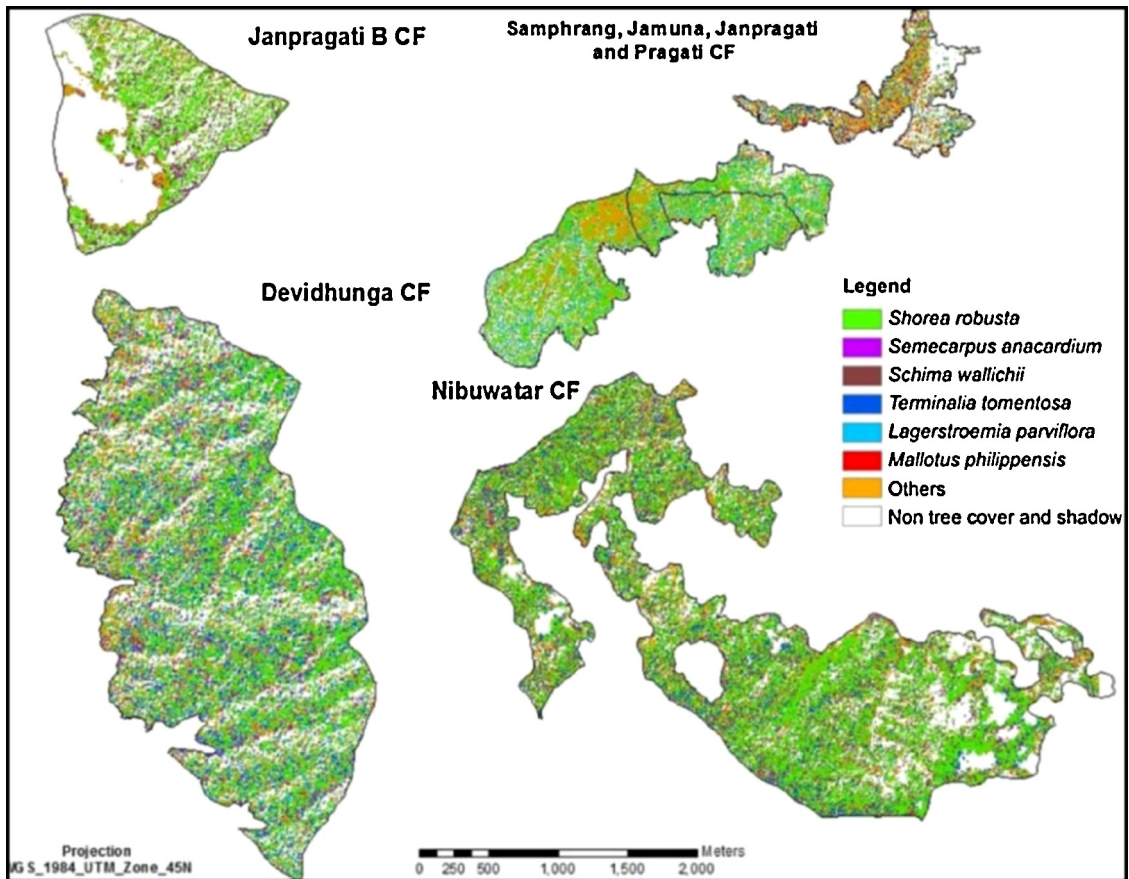 Janpragati B CF
Samphrang, Jamuna, Janpragati
and Pragati CF
Devidhunga CF
Nibuwatar CF
Legend
Shorea robusta
Semecarpus anacardium
Schima wallichii
Terminalia tomentosa
Lagerstroemia parviflora
Mallotus philippensis
Others
Non tree cover and shadow
Projection
WGS_1984_UTM_Zone_45N
Meters
0 250 500 1,000 1,500 2,000